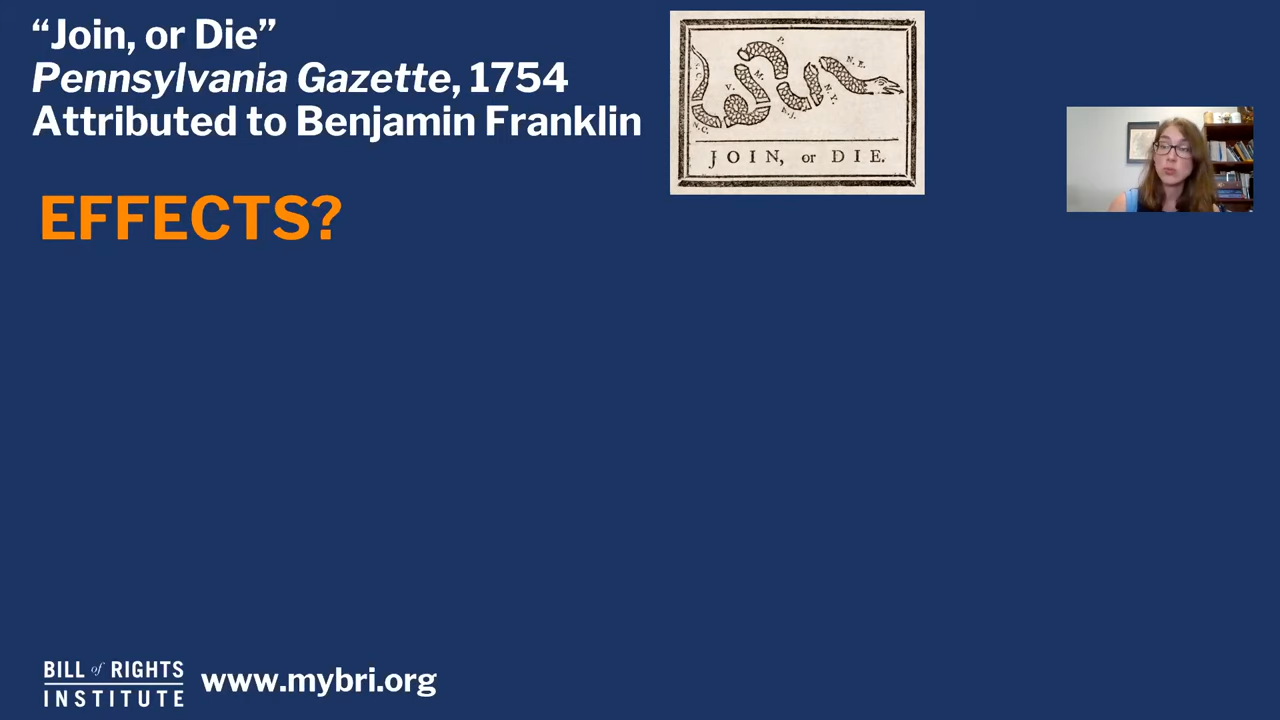 “Join, or Die”
Pennsylvania Gazette, 1754
Attributed to Benjamin Franklin
EFFECTS?
P.
N. E.
M.
V.
N. Y.
N. C.
JOIN, or DIE.
BILL of RIGHTS
INSTITUTE
www.mybri.org